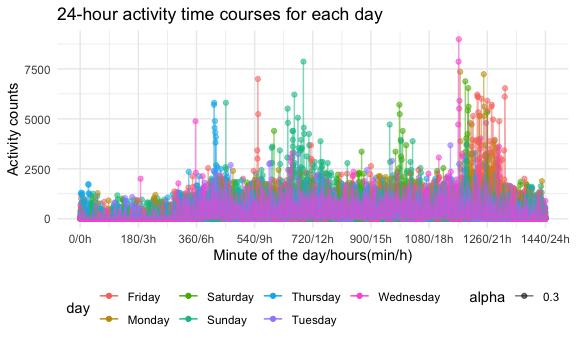 24-hour activity time courses for each day
Activity counts
7500
5000
2500
0
0/0h 180/3h 360/6h 540/9h 720/12h 900/15h 1080/18h 1260/21h 1440/24h
Minute of the day/hours(min/h)
day Friday Saturday Thursday Wednesday alpha 0.3
Monday Sunday Tuesday